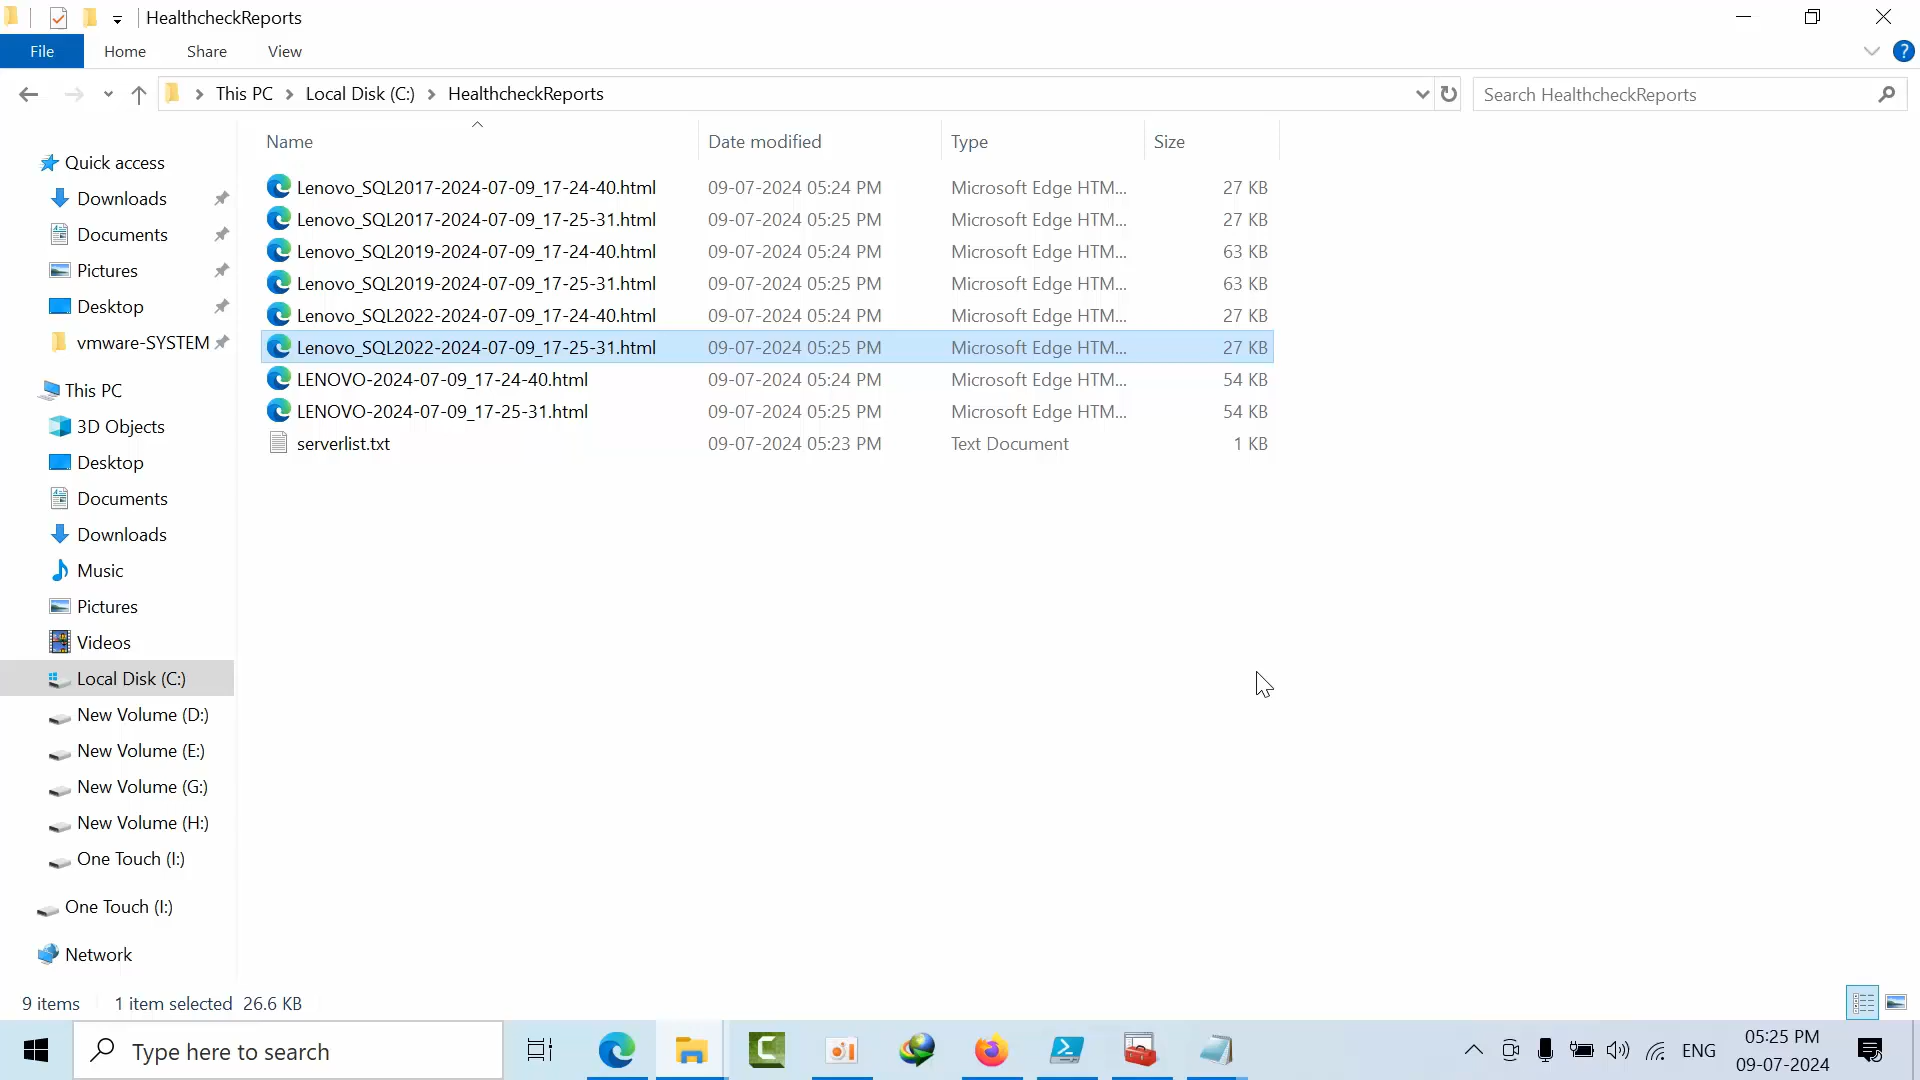 HealthcheckReports
File Home Share View
This PC Local Disk (C:) HealthcheckReports
Search HealthcheckReports
Name Date modified Type Size
Quick access
Downloads
Documents
Pictures
Desktop
vmware-SYSTEM
This PC
3D Objects
Desktop
Documents
Downloads
Music
Pictures
Videos
Local Disk (C:)
New Volume (D:)
New Volume (E:)
New Volume (G:)
New Volume (H:)
One Touch (I:)
One Touch (I:)
Network
Lenovo_SQL2017-2024-07-09_17-24-40.html 09-07-2024 05:24 PM Microsoft Edge HTM... 27 KB
Lenovo_SQL2017-2024-07-09_17-25-31.html 09-07-2024 05:25 PM Microsoft Edge HTM... 27 KB
Lenovo_SQL2019-2024-07-09_17-24-40.html 09-07-2024 05:24 PM Microsoft Edge HTM... 63 KB
Lenovo_SQL2019-2024-07-09_17-25-31.html 09-07-2024 05:25 PM Microsoft Edge HTM... 63 KB
Lenovo_SQL2022-2024-07-09_17-24-40.html 09-07-2024 05:24 PM Microsoft Edge HTM... 27 KB
Lenovo_SQL2022-2024-07-09_17-25-31.html 09-07-2024 05:25 PM Microsoft Edge HTM... 27 KB
LENOVO-2024-07-09_17-24-40.html 09-07-2024 05:24 PM Microsoft Edge HTM... 54 KB
LENOVO-2024-07-09_17-25-31.html 09-07-2024 05:25 PM Microsoft Edge HTM... 54 KB
serverlist.txt 09-07-2024 05:23 PM Text Document 1 KB
9 items 1 item selected 26.6 KB
Type here to search
ENG
05:25 PM
09-07-2024